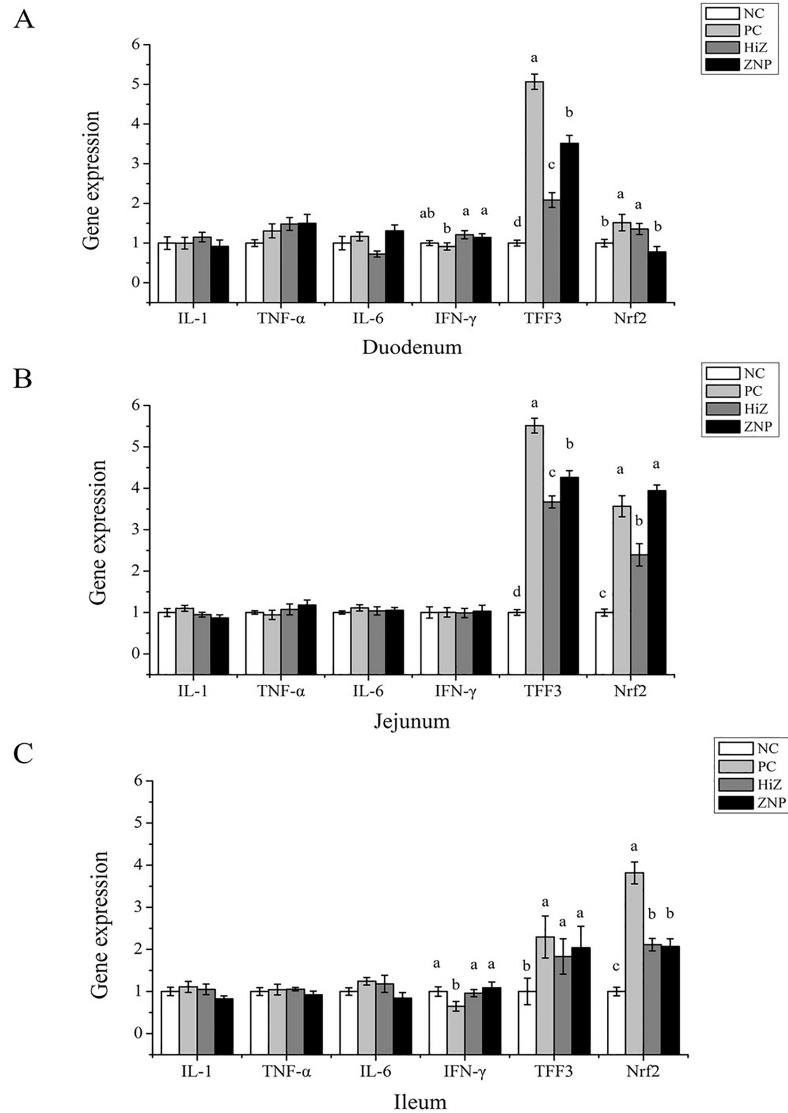 A
NC
PC
HiZ
ZNP
6
5
4
3
2
1
0
Gene expression
a
b
c
d
ab
b
a
a
b
a
a
b
IL-1 TNF-α IL-6 IFN-γ TFF3 Nrf2
Duodenum
B
NC
PC
HiZ
ZNP
6
5
4
3
2
1
0
Gene expression
a
b
c
d
a
b
a
c
IL-1 TNF-α IL-6 IFN-γ TFF3 Nrf2
Jejunum
C
NC
PC
HiZ
ZNP
6
5
4
3
2
1
0
Gene expression
a
b
a
a
b
a
a
a
c
a
b
b
IL-1 TNF-α IL-6 IFN-γ TFF3 Nrf2
Ileum